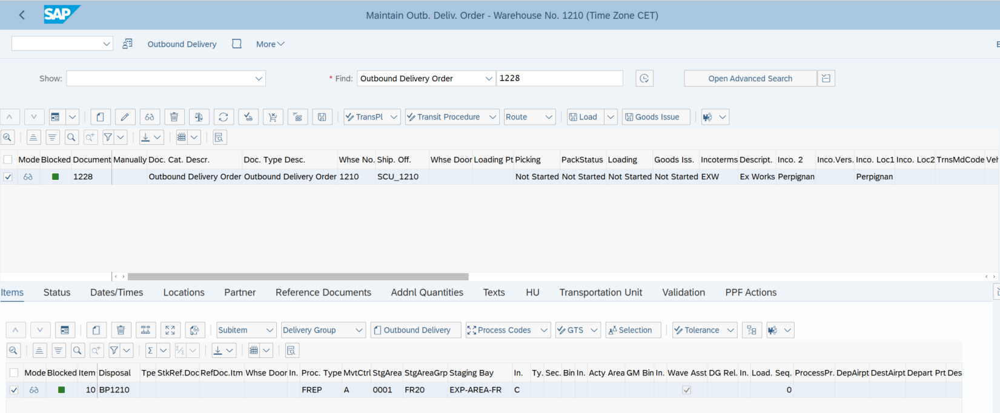 SAP Maintain Outb. Deliv. Order - Warehouse No. 1210 (Time Zone CET)
Outbound Delivery More
Show: * Find: Outbound Delivery Order 1228 Open Advanced Search
TransPl Transit Procedure Route Load Goods Issue
Mode Blocked Document Manually Doc. Cat. Descr. Doc. Type Desc. Whse No. Ship. Off. Whse Door Loading Pt Picking PackStatus Loading Goods Iss. Incoterms Descript. Inco. 2 Inco.Vers. Inco. Loc1 Inco. Loc2 TrnsMdCode Veh
1228 Outbound Delivery Order Outbound Delivery Order 1210 SCU_1210 Not Started Not Started Not Started Not Started EXW Ex Works Perpignan Perpignan
Items Status Dates/Times Locations Partner Reference Documents Addnl Quantities Texts HU Transportation Unit Validation PPF Actions
Subitem Delivery Group Outbound Delivery Process Codes GTS Selection Tolerance
Mode Blocked Item Disposal Tpe StkRef.Doc RefDoc.Itm Whse Door In. Proc. Type MvtCtrl StgArea StgAreaGrp Staging Bay In. Ty. Sec. Bin In. Acty Area GM Bin In. Wave Asst DG Rel. In. Load. Seq. ProcessPr. DepAirpt DestAirpt Depart Prt Des
10 BP1210 FREP A 0001 FR20 EXP-AREA-FR C 0